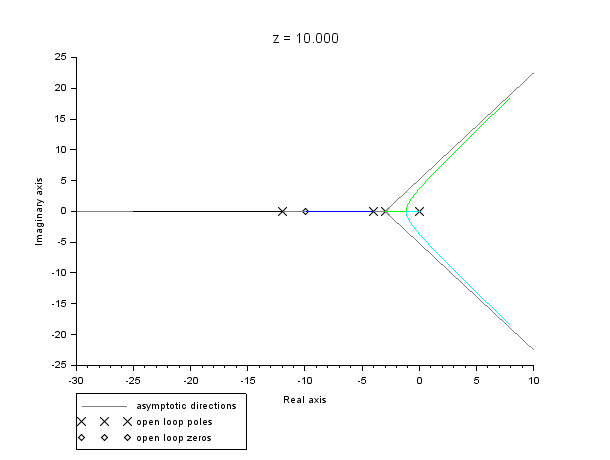 z = 10.000
25
20
15
10
5
0
-5
-10
-15
-20
-25
Imaginary axis
-30 -25 -20 -15 -10 -5 0 5 10
Real axis
asymptotic directions
open loop poles
open loop zeros